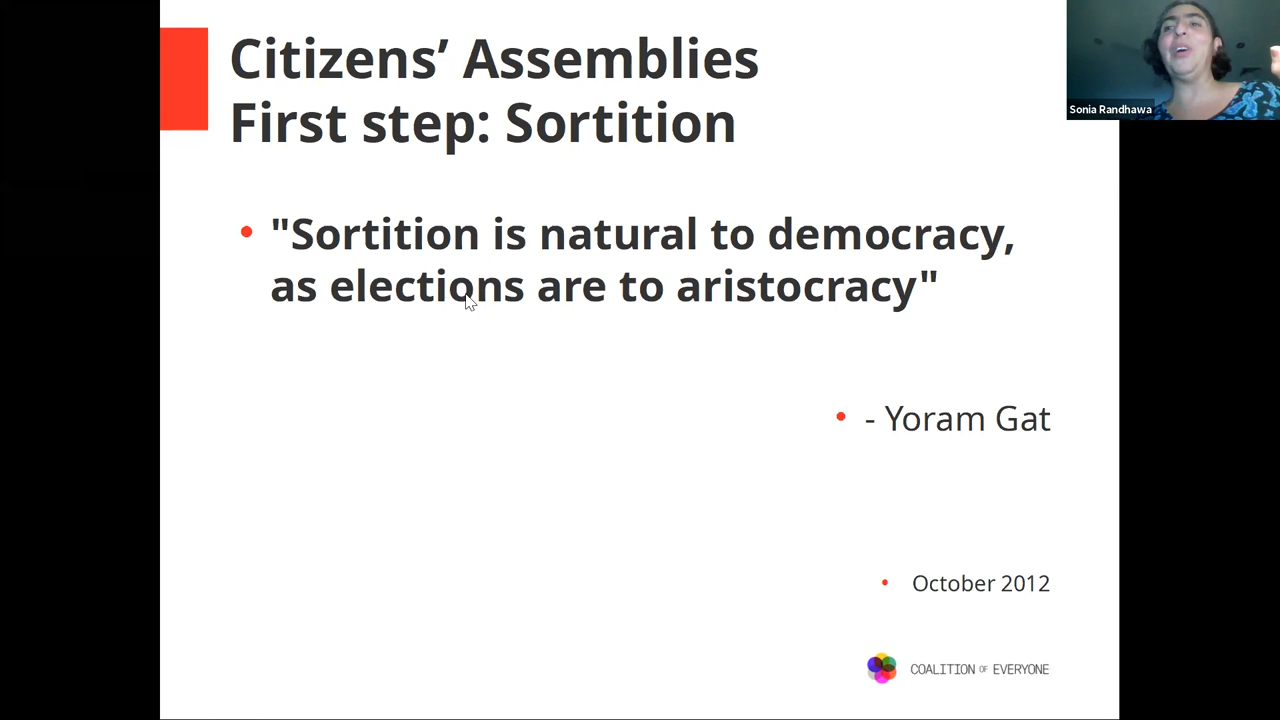 Citizens’ Assemblies
First step: Sortition
Sonia Randhawa
• "Sortition is natural to democracy,
as elections are to aristocracy"
• - Yoram Gat
• October 2012
COALITION OF EVERYONE